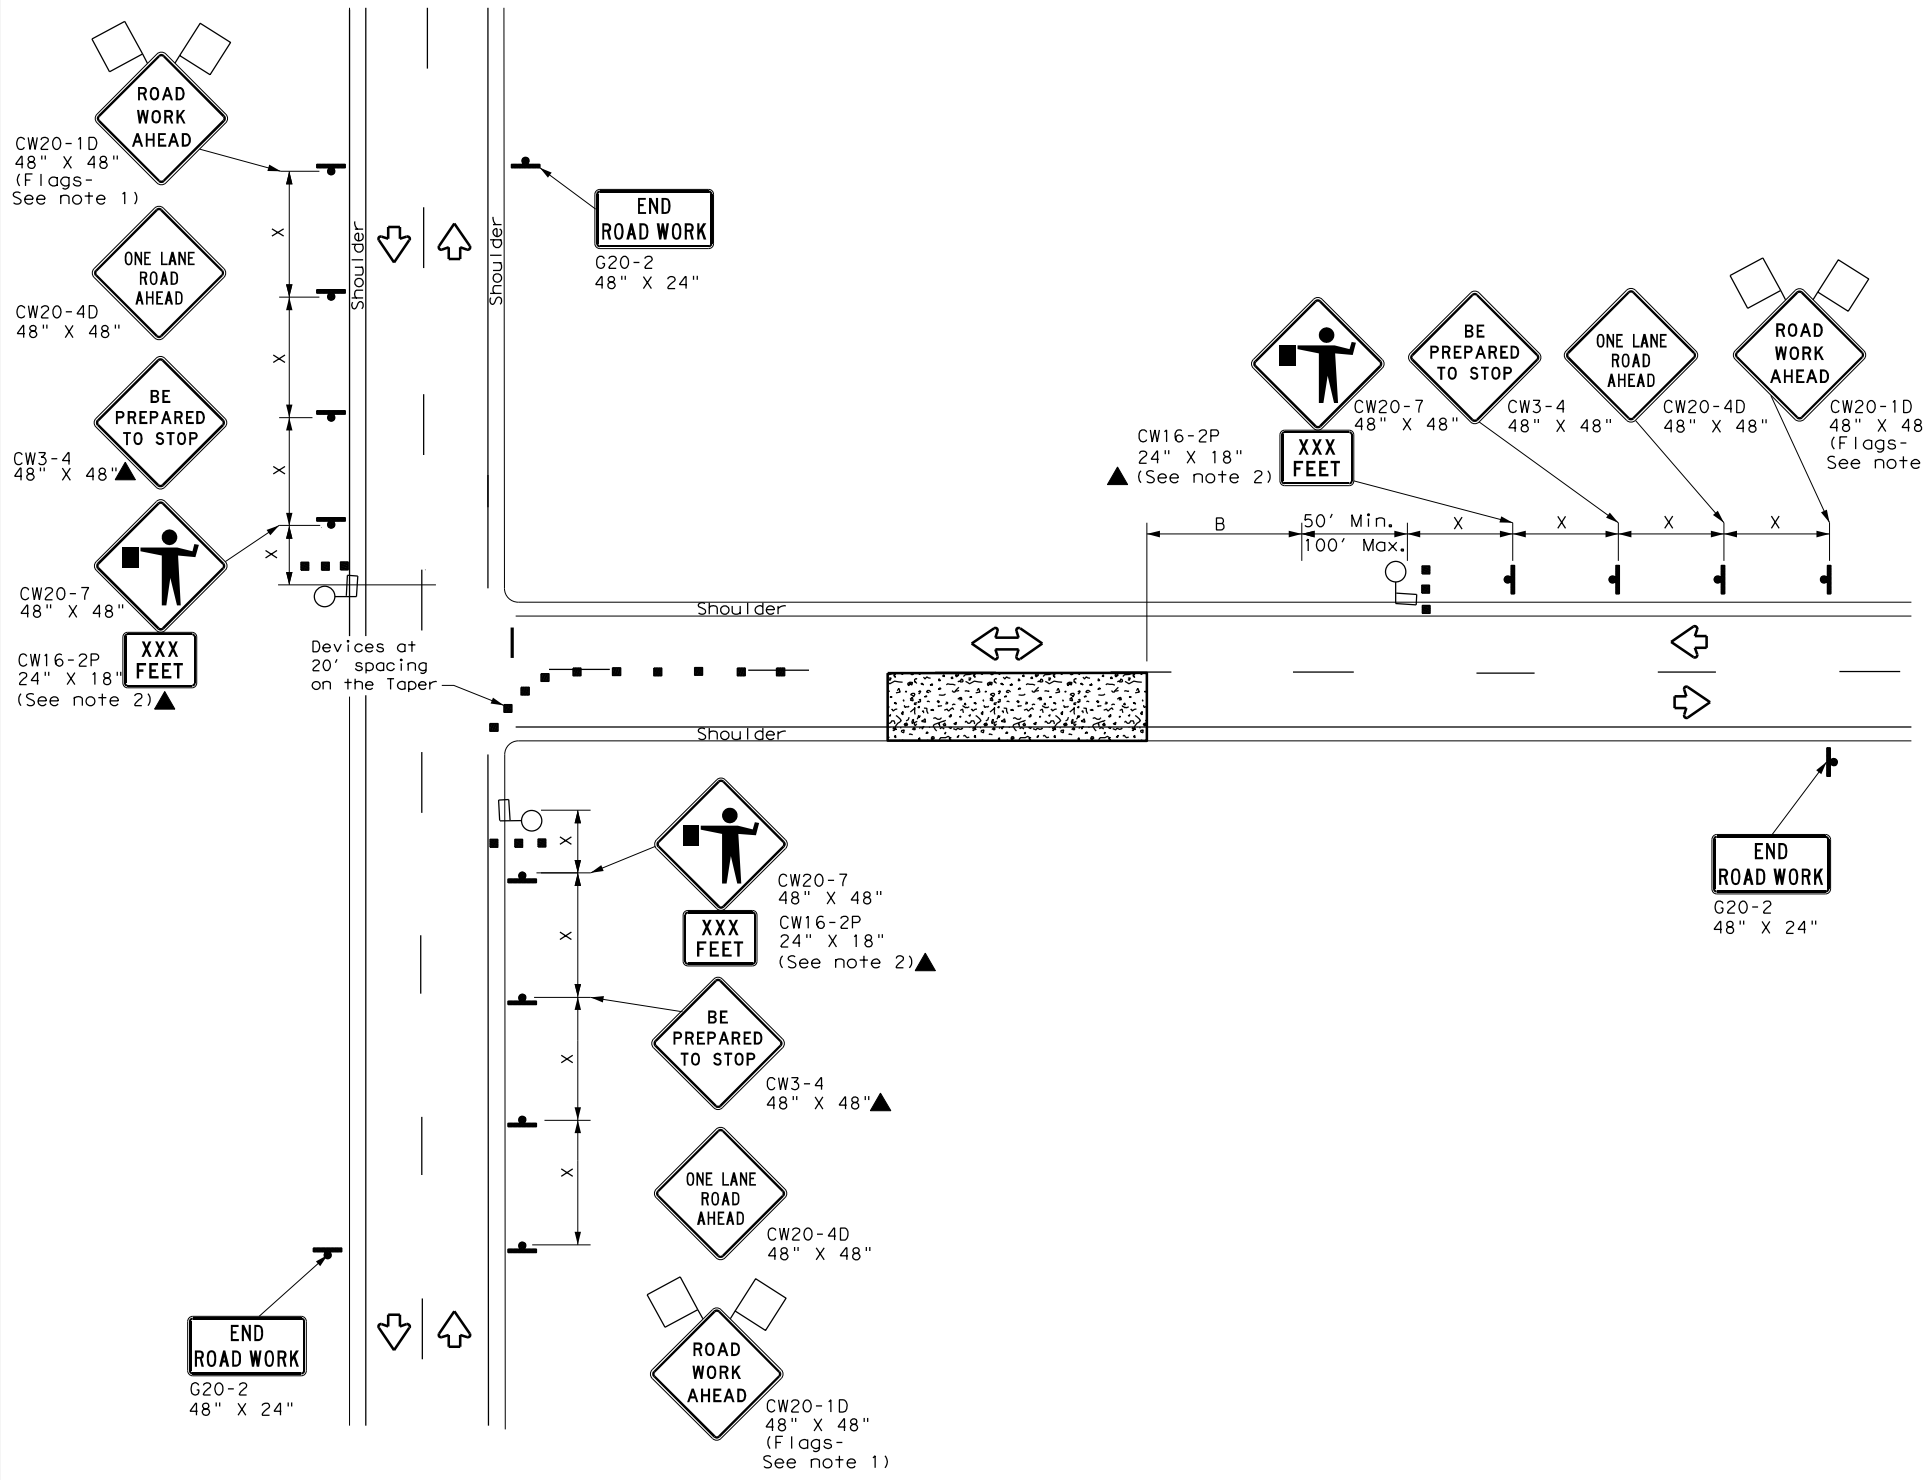 ROAD
WORK
AHEAD
CW20-1D
48" X 48"
(Flags-
See note 1)
ONE LANE
ROAD
AHEAD
CW20-4D
48" X 48"
BE
PREPARED
TO STOP
CW3-4
48" X 48"
CW20-7
48" X 48"
XXX
FEET
CW16-2P
24" X 18"
(See note 2)
X
X
X
X
Shoulder
Shoulder
END
ROAD WORK
G20-2
48" X 24"
Devices at
20' spacing
on the Taper
Shoulder
Shoulder
CW20-7
48" X 48"
XXX
FEET
CW16-2P
24" X 18"
(See note 2)
BE
PREPARED
TO STOP
CW3-4
48" X 48"
ONE LANE
ROAD
AHEAD
CW20-4D
48" X 48"
ROAD
WORK
AHEAD
CW20-1D
48" X 48
(Flags-
See note
B
50' Min.
100' Max.
X
X
X
X
END
ROAD WORK
G20-2
48" X 24"
X
X
X
X
CW20-7
48" X 48"
XXX
FEET
CW16-2P
24" X 18"
(See note 2)
BE
PREPARED
TO STOP
CW3-4
48" X 48"
ONE LANE
ROAD
AHEAD
CW20-4D
48" X 48"
ROAD
WORK
AHEAD
CW20-1D
48" X 48"
(Flags-
See note 1)
END
ROAD WORK
G20-2
48" X 24"